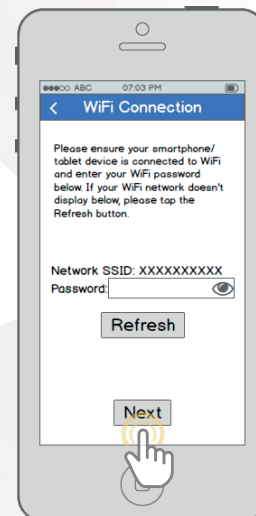 ABC 07:03 PM
< WiFi Connection
Please ensure your smartphone/
tablet device is connected to WiFi
and enter your WiFi password
below. If your WiFi network doesn't
display below, please tap the
Refresh button.
Network SSID: XXXXXXXXXX
Password:
Refresh
Next